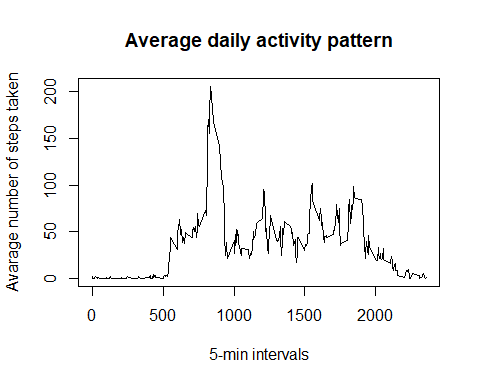 Average daily activity pattern
Avarage number of steps taken
200
150
100
50
0
0 500 1000 1500 2000
5-min intervals